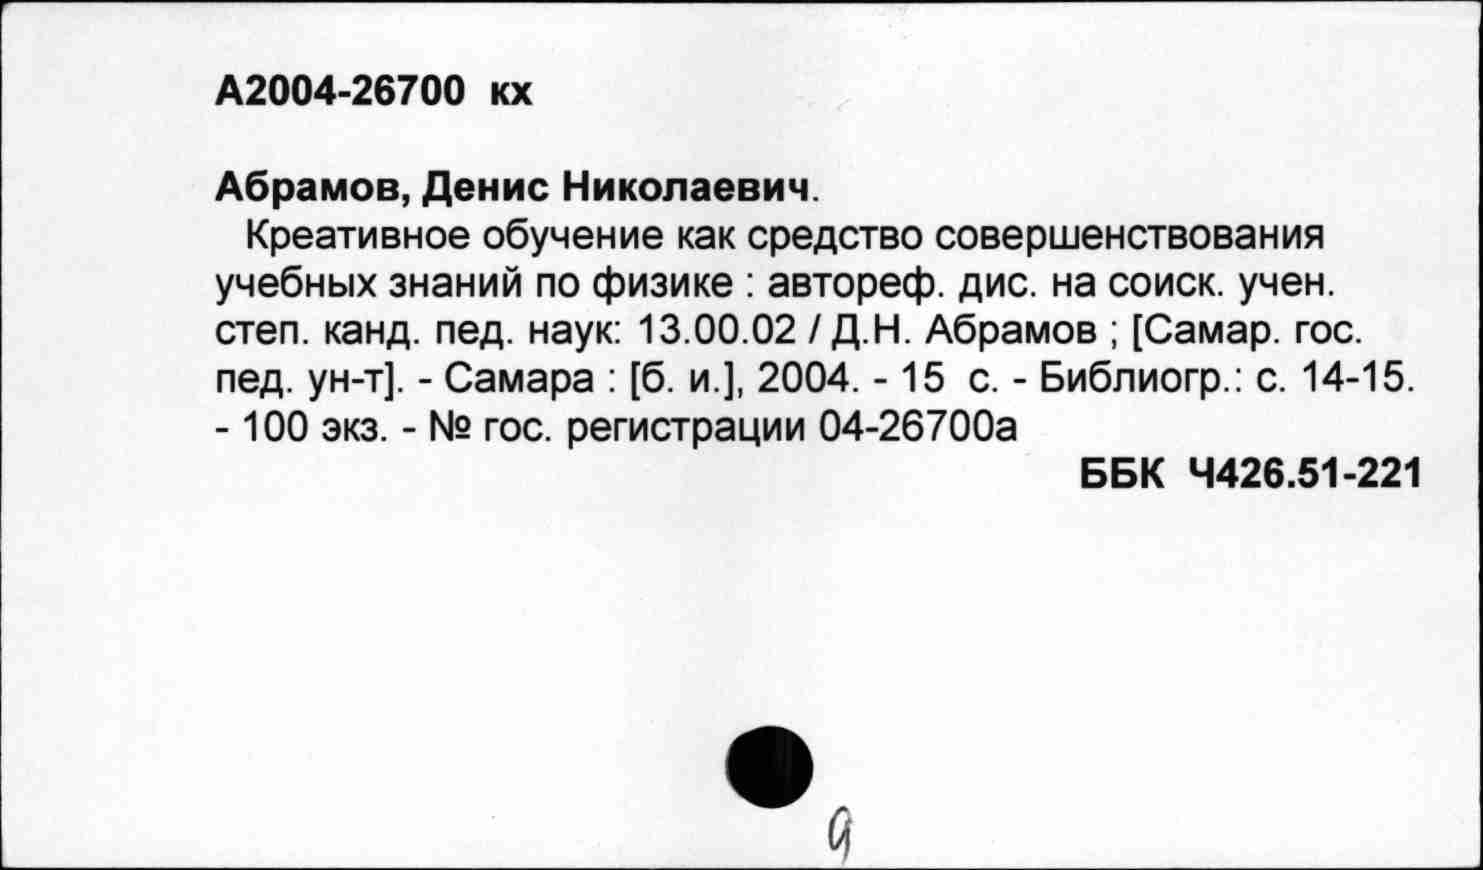 А2004-26700 кх
Абрамов, Денис Николаевич.
Креативное обучение как средство совершенствования
учебных знаний по физике : автореф. дис. на соиск. учен.
степ. канд. пед. наук: 13.00.02 / Д.Н. Абрамов ; [Самар. гос.
пед. ун-т]. - Самара : [б. и.], 2004. - 15 с. - Библиогр.: с. 14-15.
- 100 экз. - № гос. регистрации 04-26700а
ББК Ч426.51-221